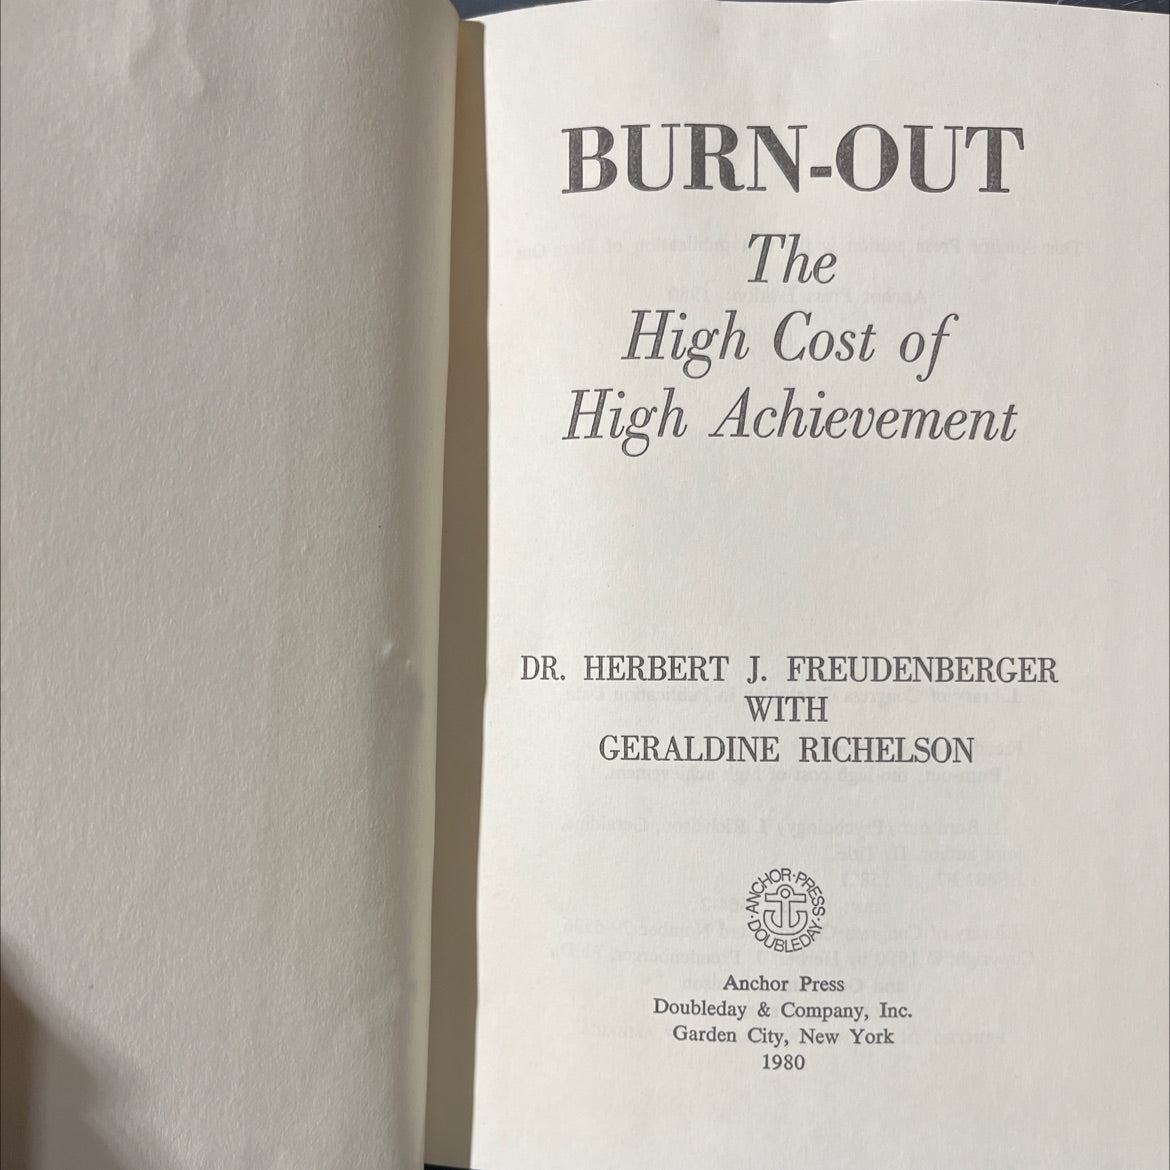 BURN-OUT
The
High Cost of
High Achievement
DR. HERBERT J. FREUDENBERGER
WITH
GERALDINE RICHELSON
ANCHOR·PRESS
·DOUBLEDAY·
Anchor Press
Doubleday & Company, Inc.
Garden City, New York
1980